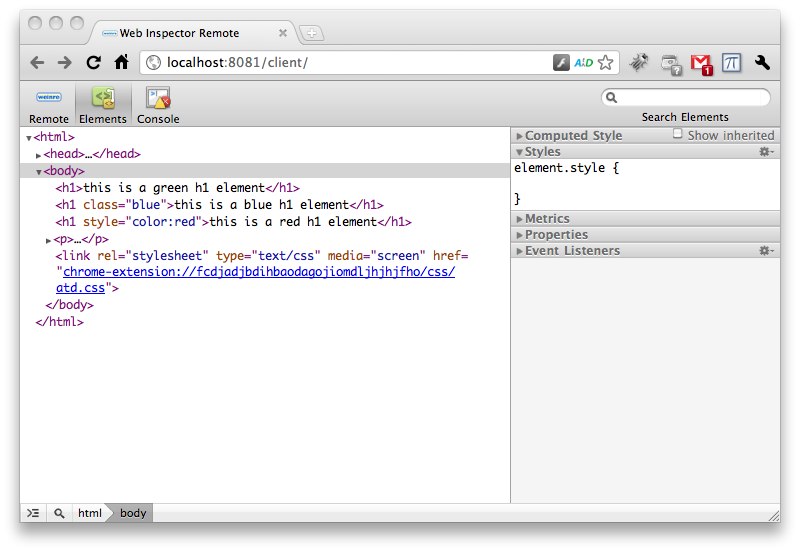 Web Inspector Remote
localhost:8081/client/
A/D
?
1
π
weinre
Remote
Elements
Console
Search Elements
<html>
<head>…</head>
<body>
<h1>this is a green h1 element</h1>
<h1 class="blue">this is a blue h1 element</h1>
<h1 style="color:red">this is a red h1 element</h1>
<p>…</p>
<link rel="stylesheet" type="text/css" media="screen" href=
"chrome-extension://fcdjadjbdihbaodagojiomdljhjhjfho/css/
atd.css">
</body>
</html>
Computed Style
Show inherited
Styles
element.style {
}
Metrics
Properties
Event Listeners
html
body